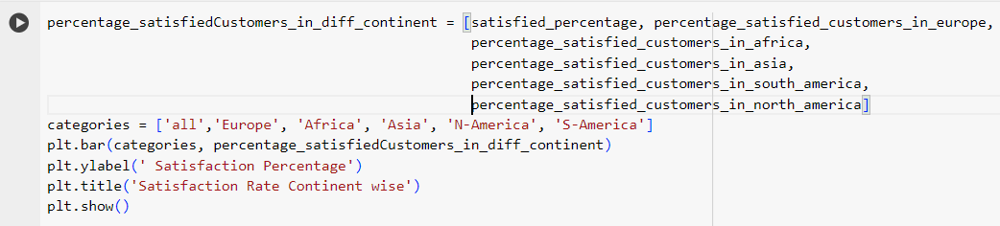 percentage_satisfiedCustomers_in_diff_continent = [satisfied_percentage, percentage_satisfied_customers_in_europe,
percentage_satisfied_customers_in_africa,
percentage_satisfied_customers_in_asia,
percentage_satisfied_customers_in_south_america,
percentage_satisfied_customers_in_north_america]
categories = ['all','Europe', 'Africa', 'Asia', 'N-America', 'S-America']
plt.bar(categories, percentage_satisfiedCustomers_in_diff_continent)
plt.ylabel(' Satisfaction Percentage')
plt.title('Satisfaction Rate Continent wise')
plt.show()